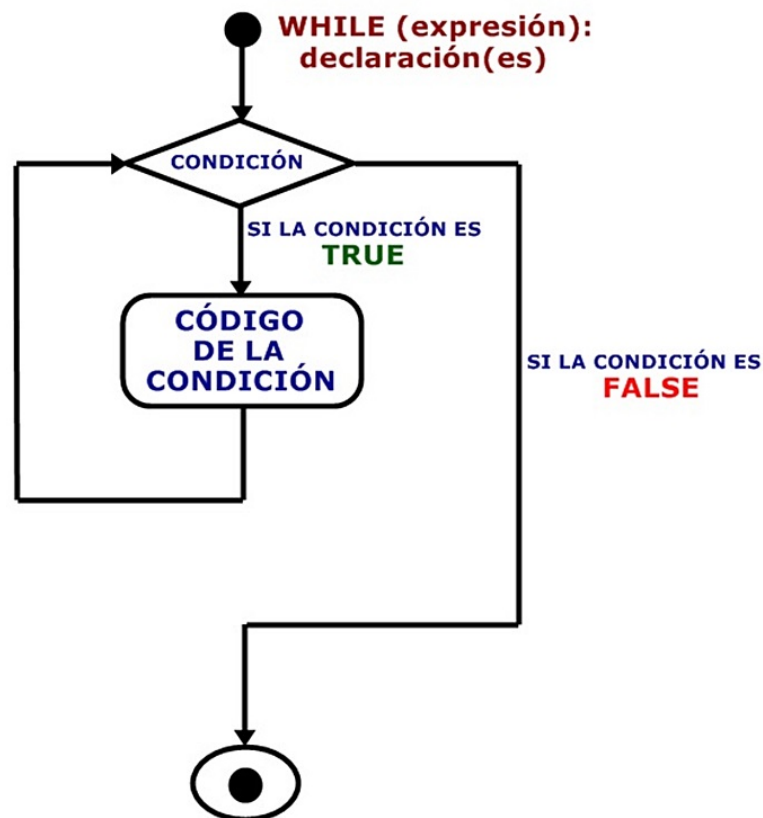 WHILE (expresión):
declaración(es)
CONDICIÓN
SI LA CONDICIÓN ES
TRUE
CÓDIGO
DE LA
CONDICIÓN
SI LA CONDICIÓN ES
FALSE